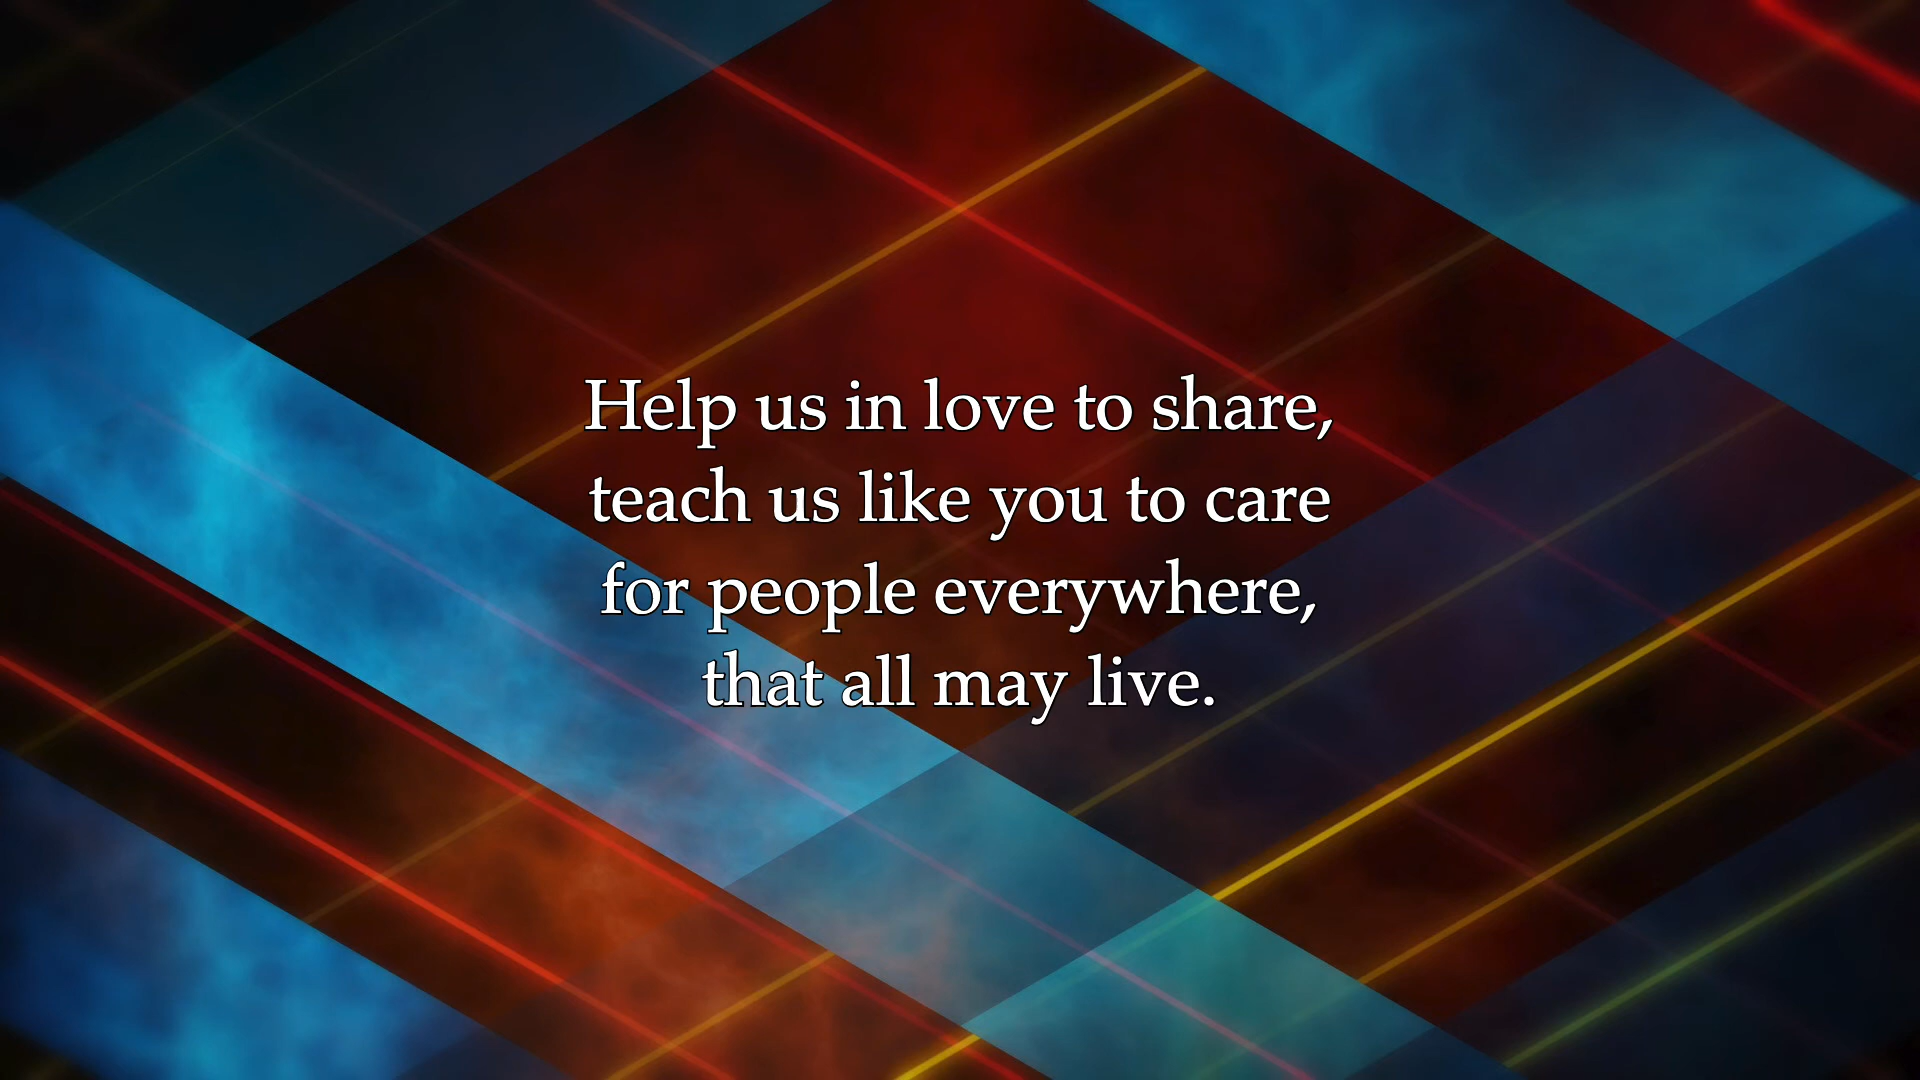 Help us in love to share,
teach us like you to care
for people everywhere,
that all may live.